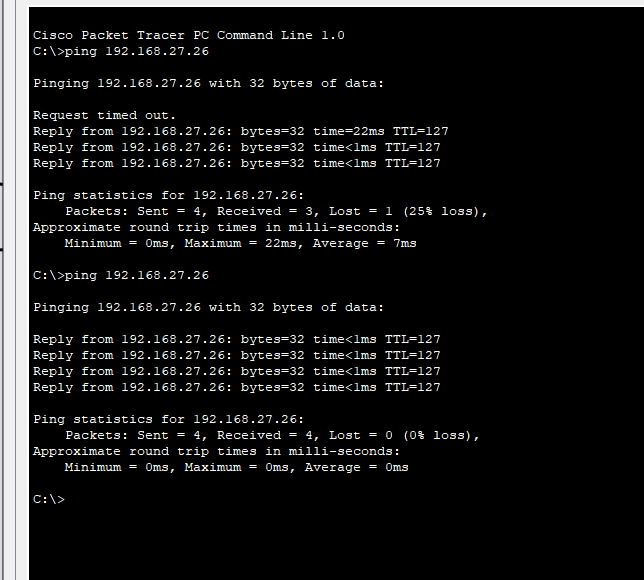 Cisco Packet Tracer PC Command Line 1.0
C:\>ping 192.168.27.26
Pinging 192.168.27.26 with 32 bytes of data:
Request timed out.
Reply from 192.168.27.26: bytes=32 time=22ms TTL=127
Reply from 192.168.27.26: bytes=32 time<1ms TTL=127
Reply from 192.168.27.26: bytes=32 time<1ms TTL=127
Ping statistics for 192.168.27.26:
    Packets: Sent = 4, Received = 3, Lost = 1 (25% loss),
Approximate round trip times in milli-seconds:
    Minimum = 0ms, Maximum = 22ms, Average = 7ms
C:\>ping 192.168.27.26
Pinging 192.168.27.26 with 32 bytes of data:
Reply from 192.168.27.26: bytes=32 time<1ms TTL=127
Reply from 192.168.27.26: bytes=32 time<1ms TTL=127
Reply from 192.168.27.26: bytes=32 time<1ms TTL=127
Reply from 192.168.27.26: bytes=32 time<1ms TTL=127
Ping statistics for 192.168.27.26:
    Packets: Sent = 4, Received = 4, Lost = 0 (0% loss),
Approximate round trip times in milli-seconds:
    Minimum = 0ms, Maximum = 0ms, Average = 0ms
C:\>